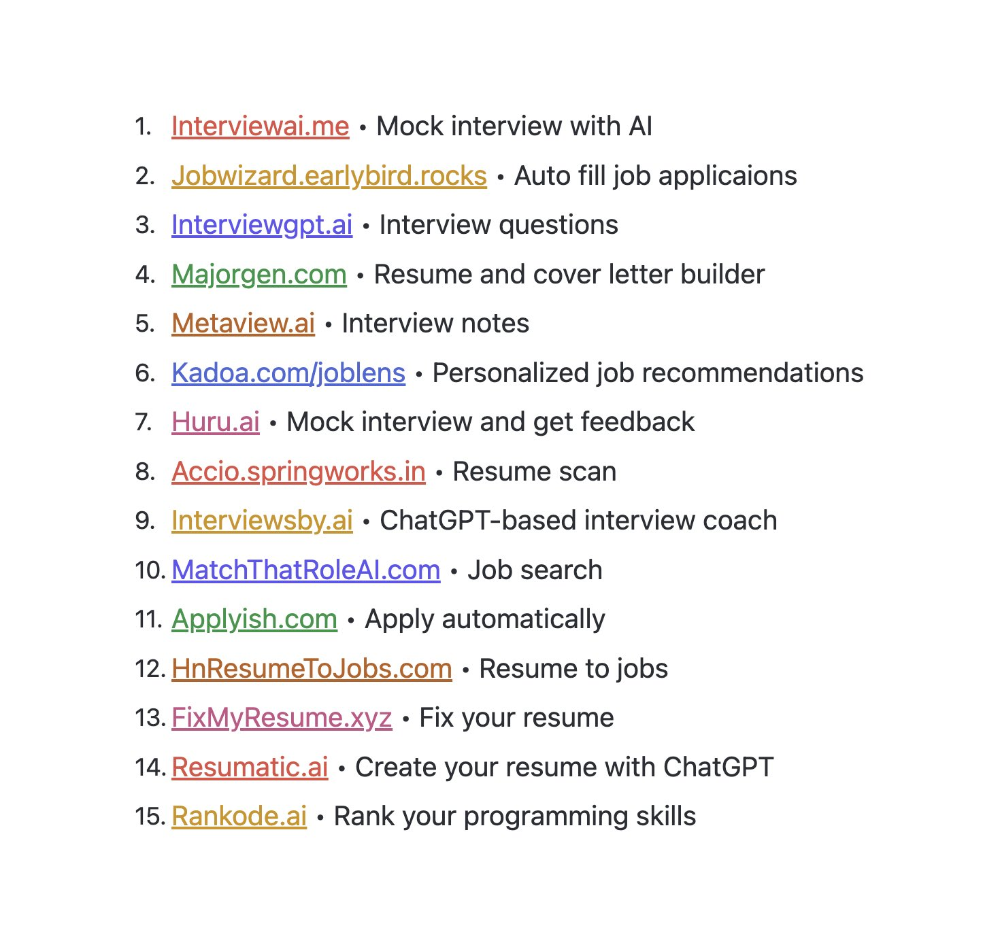 1. Interviewai.me • Mock interview with AI
2. Jobwizard.earlybird.rocks • Auto fill job applicaions
3. Interviewgpt.ai • Interview questions
4. Majorgen.com • Resume and cover letter builder
5. Metaview.ai • Interview notes
6. Kadoa.com/joblens • Personalized job recommendations
7. Huru.ai • Mock interview and get feedback
8. Accio.springworks.in • Resume scan
9. Interviewsby.ai • ChatGPT-based interview coach
10. MatchThatRoleAI.com • Job search
11. Applyish.com • Apply automatically
12. HnResumeToJobs.com • Resume to jobs
13. FixMyResume.xyz • Fix your resume
14. Resumatic.ai • Create your resume with ChatGPT
15. Rankode.ai • Rank your programming skills